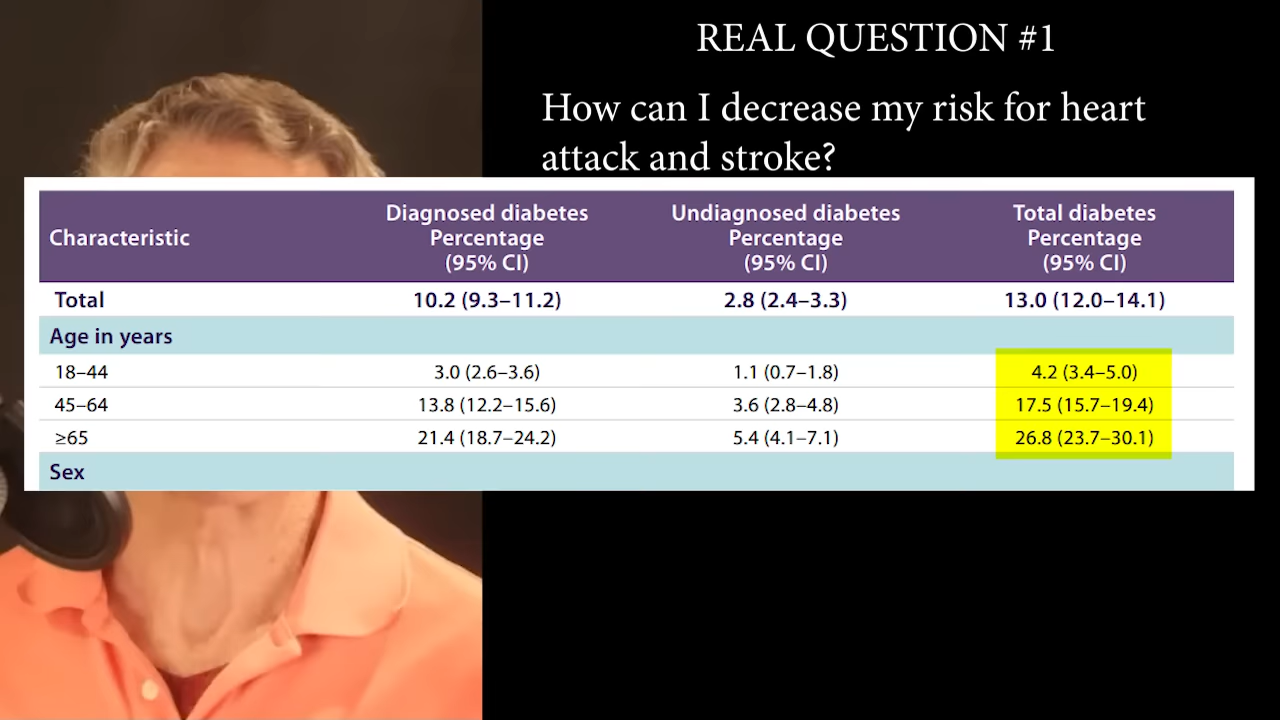 REAL QUESTION #1
How can I decrease my risk for heart
attack and stroke?
Characteristic
Diagnosed diabetes
Percentage
(95% CI)
Undiagnosed diabetes
Percentage
(95% CI)
Total diabetes
Percentage
(95% CI)
Total 10.2 (9.3–11.2) 2.8 (2.4–3.3) 13.0 (12.0–14.1)
Age in years
18–44 3.0 (2.6–3.6) 1.1 (0.7–1.8) 4.2 (3.4–5.0)
45–64 13.8 (12.2–15.6) 3.6 (2.8–4.8) 17.5 (15.7–19.4)
≥65 21.4 (18.7–24.2) 5.4 (4.1–7.1) 26.8 (23.7–30.1)
Sex